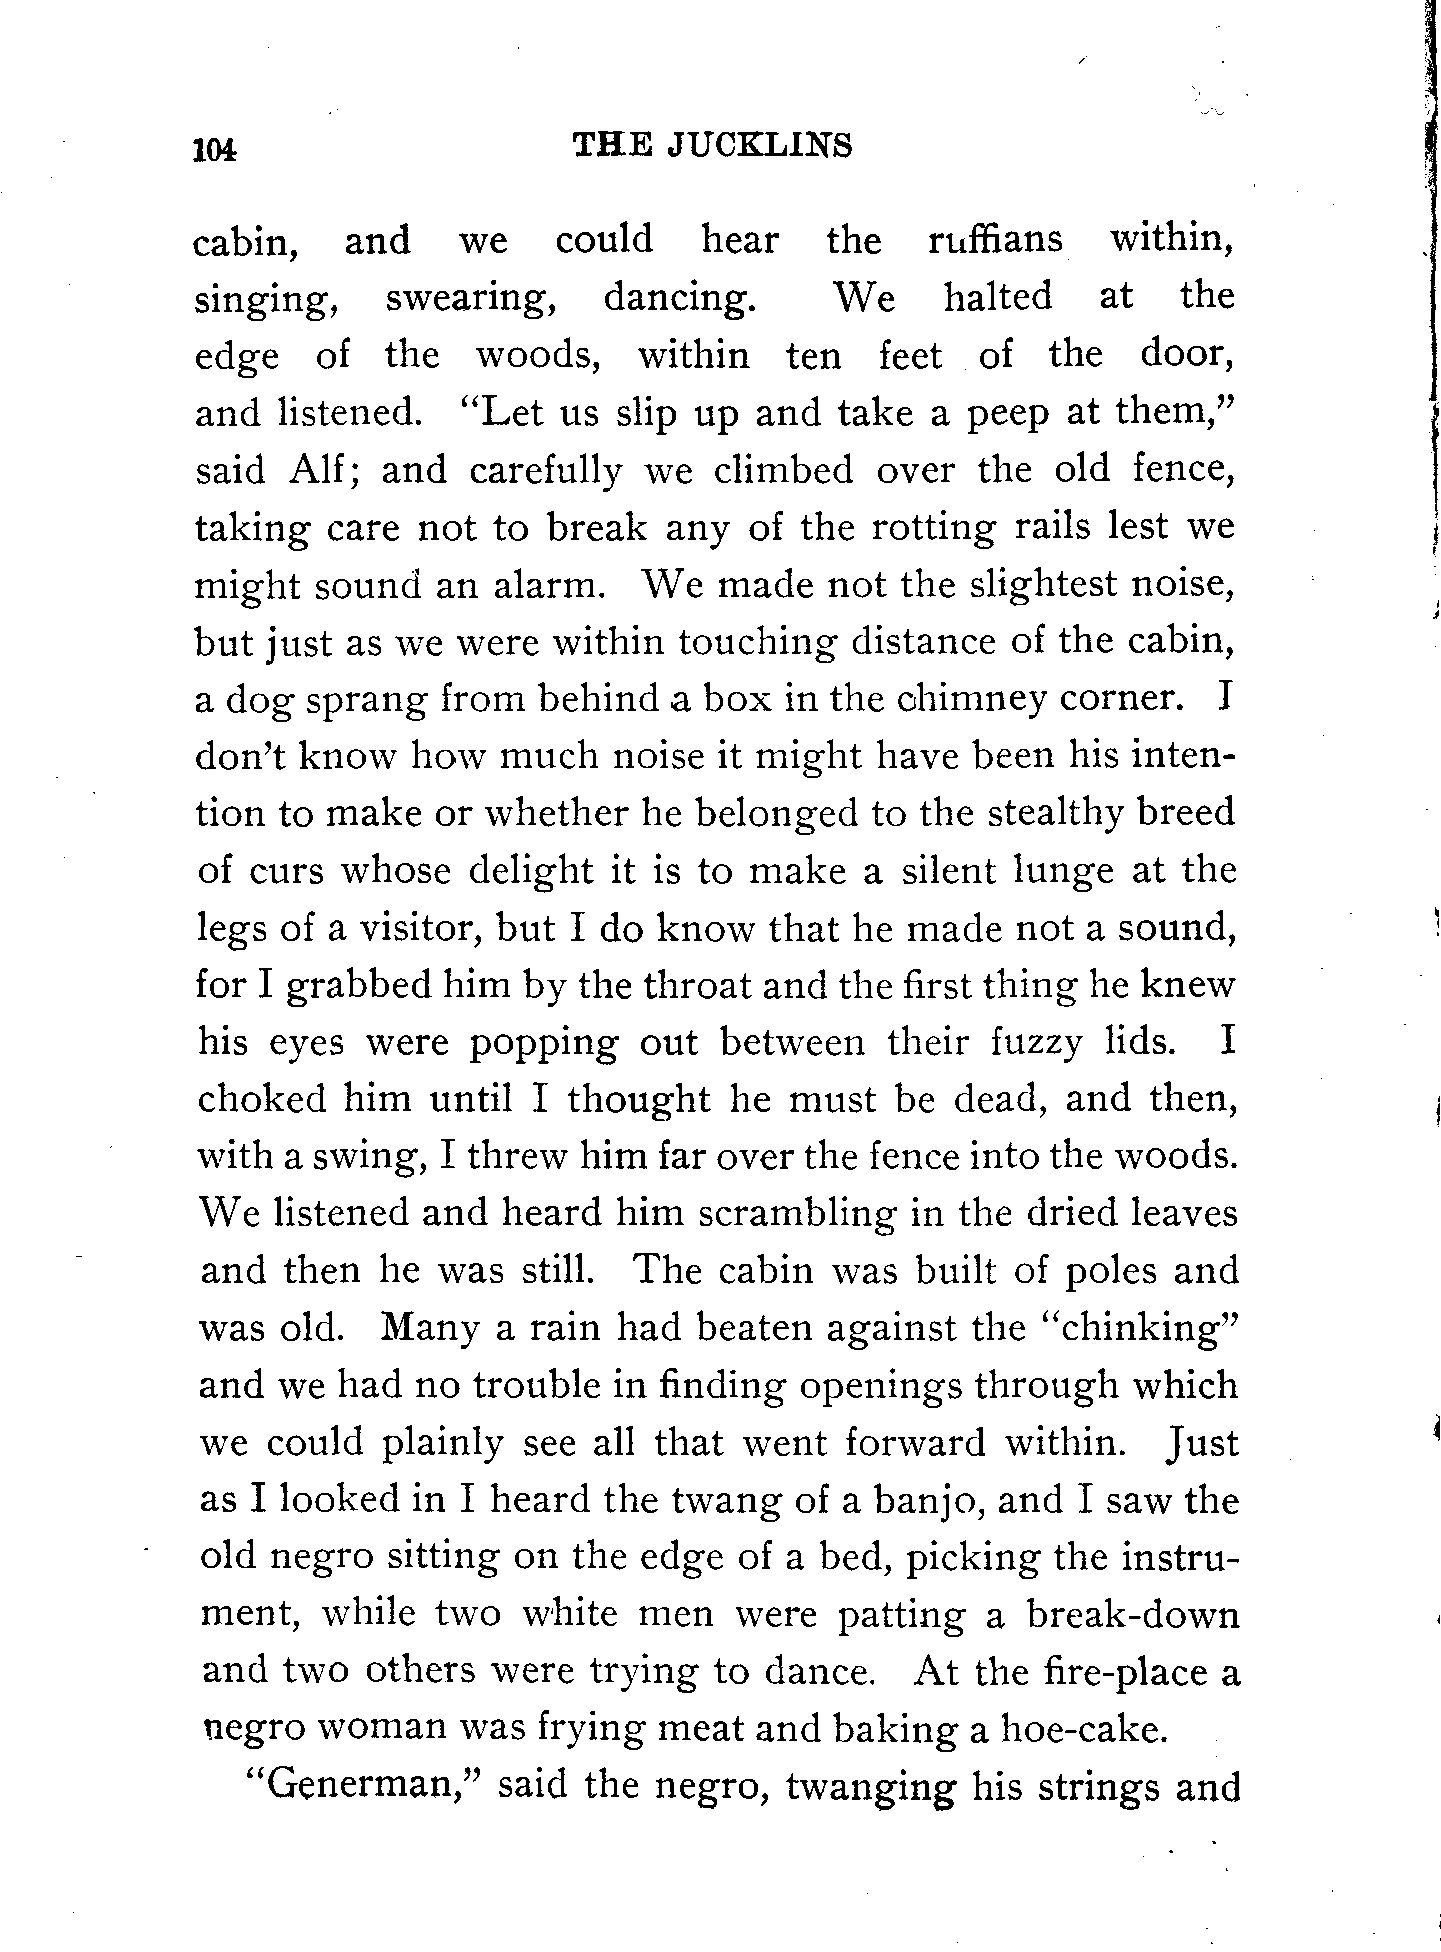 104 THE JUCKLINS
cabin, and we could hear the ruffians within,
singing, swearing, dancing. We halted at the
edge of the woods, within ten feet of the door,
and listened. “Let us slip up and take a peep at them,”
said Alf; and carefully we climbed over the old fence,
taking care not to break any of the rotting rails lest we
might sound an alarm. We made not the slightest noise,
but just as we were within touching distance of the cabin,
a dog sprang from behind a box in the chimney corner. I
don’t know how much noise it might have been his inten-
tion to make or whether he belonged to the stealthy breed
of curs whose delight it is to make a silent lunge at the
legs of a visitor, but I do know that he made not a sound,
for I grabbed him by the throat and the first thing he knew
his eyes were popping out between their fuzzy lids. I
choked him until I thought he must be dead, and then,
with a swing, I threw him far over the fence into the woods.
We listened and heard him scrambling in the dried leaves
and then he was still. The cabin was built of poles and
was old. Many a rain had beaten against the “chinking”
and we had no trouble in finding openings through which
we could plainly see all that went forward within. Just
as I looked in I heard the twang of a banjo, and I saw the
old negro sitting on the edge of a bed, picking the instru-
ment, while two white men were patting a break-down
and two others were trying to dance. At the fire-place a
negro woman was frying meat and baking a hoe-cake.
“Generman,” said the negro, twanging his strings and